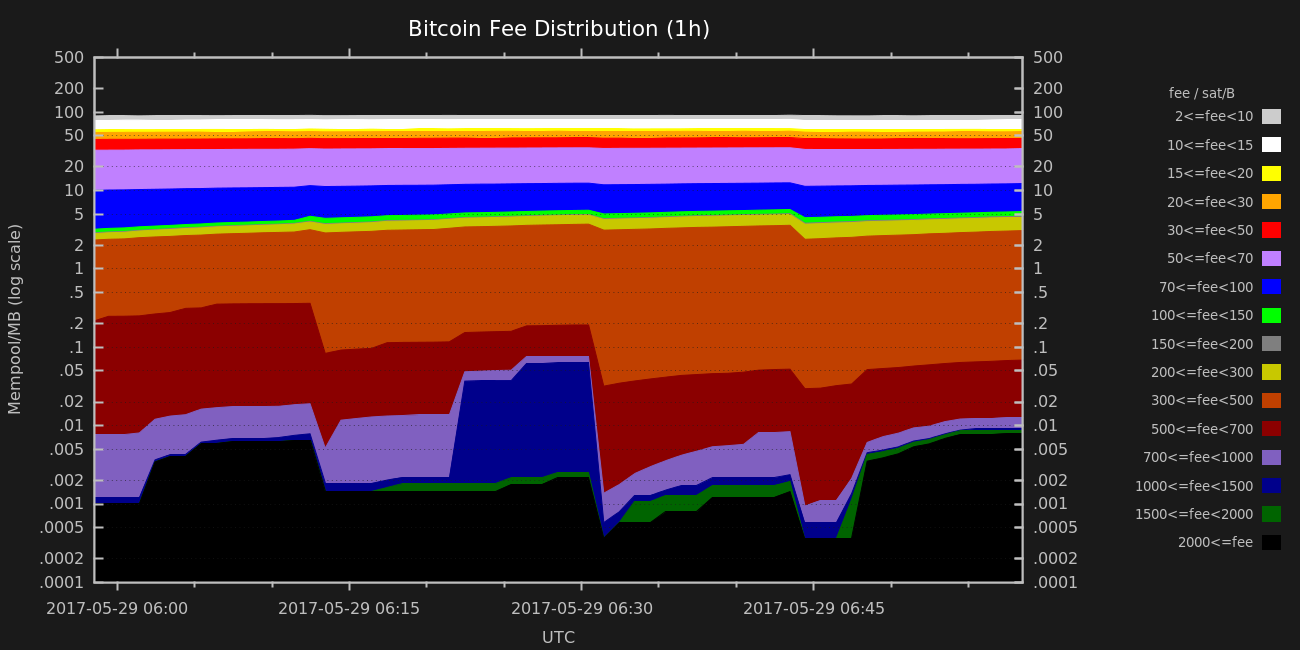 Bitcoin Fee Distribution (1h)
Mempool/MB (log scale)
500
200
100
50
20
10
5
2
1
.5
.2
.1
.05
.02
.01
.005
.002
.001
.0005
.0002
.0001
500
200
100
50
20
10
5
2
1
.5
.2
.1
.05
.02
.01
.005
.002
.001
.0005
.0002
.0001
2017-05-29 06:00 2017-05-29 06:15 2017-05-29 06:30 2017-05-29 06:45
UTC
fee / sat/B
2<=fee<10
10<=fee<15
15<=fee<20
20<=fee<30
30<=fee<50
50<=fee<70
70<=fee<100
100<=fee<150
150<=fee<200
200<=fee<300
300<=fee<500
500<=fee<700
700<=fee<1000
1000<=fee<1500
1500<=fee<2000
2000<=fee